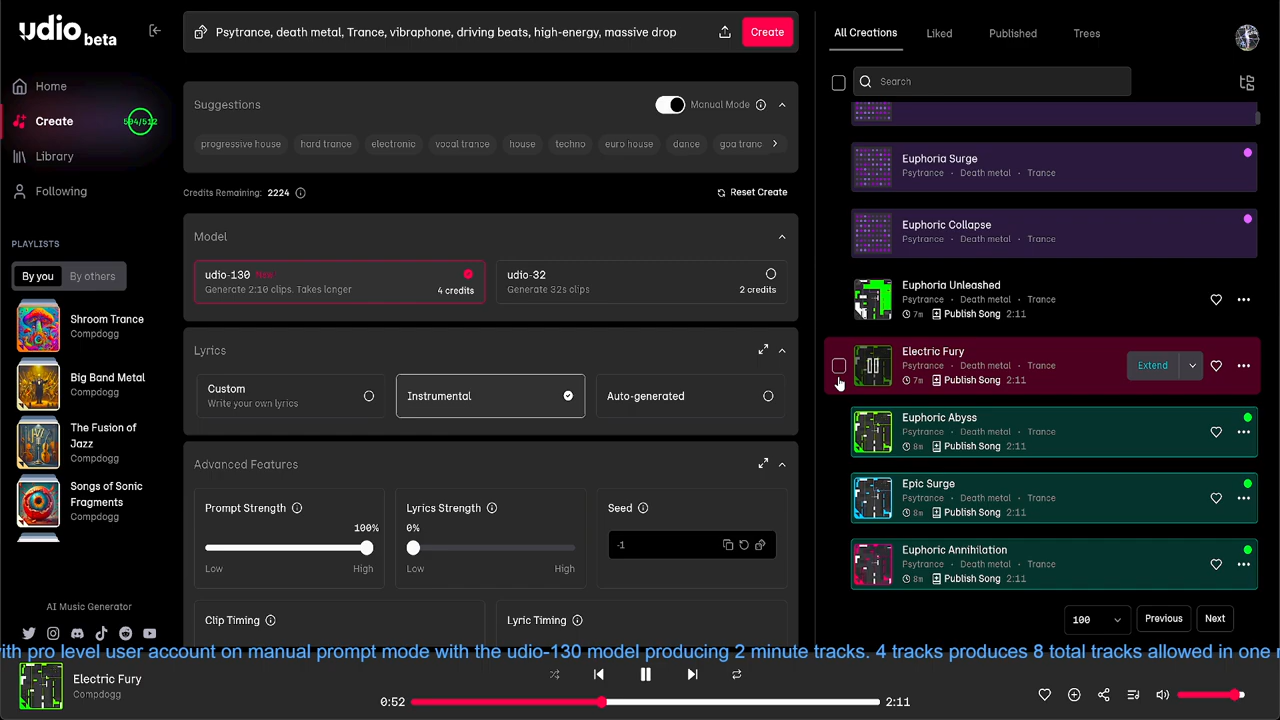 udio beta
Home
Create
504/512
Library
Following
PLAYLISTS
By you
By others
Shroom Trance
Compdogg
Big Band Metal
Compdogg
The Fusion of
Jazz
Compdogg
Songs of Sonic
Fragments
Compdogg
AI Music Generator
Psytrance, death metal, Trance, vibraphone, driving beats, high-energy, massive drop
Create
Suggestions
Manual Mode
progressive house
hard trance
electronic
vocal trance
house
techno
euro house
dance
goa tranc
Credits Remaining: 2224
Reset Create
Model
udio-130 New
Generate 2:10 clips. Takes longer
4 credits
udio-32
Generate 32s clips
2 credits
Lyrics
Custom
Write your own lyrics
Instrumental
Auto-generated
Advanced Features
Prompt Strength
100%
Low
High
Lyrics Strength
0%
Low
High
Seed
-1
Clip Timing
Lyric Timing
All Creations
Liked
Published
Trees
Search
Euphoria Surge
Psytrance · Death metal · Trance
Euphoric Collapse
Psytrance · Death metal · Trance
Euphoria Unleashed
Psytrance · Death metal · Trance
7m Publish Song 2:11
Electric Fury
Psytrance · Death metal · Trance
7m Publish Song 2:11
Extend
Euphoric Abyss
Psytrance · Death metal · Trance
8m Publish Song 2:11
Epic Surge
Psytrance · Death metal · Trance
8m Publish Song 2:11
Euphoric Annihilation
Psytrance · Death metal · Trance
8m Publish Song 2:11
100
Previous
Next
with pro level user account on manual prompt mode with the udio-130 model producing 2 minute tracks. 4 tracks produces 8 total tracks allowed in one
Electric Fury
Compdogg
0:52
2:11